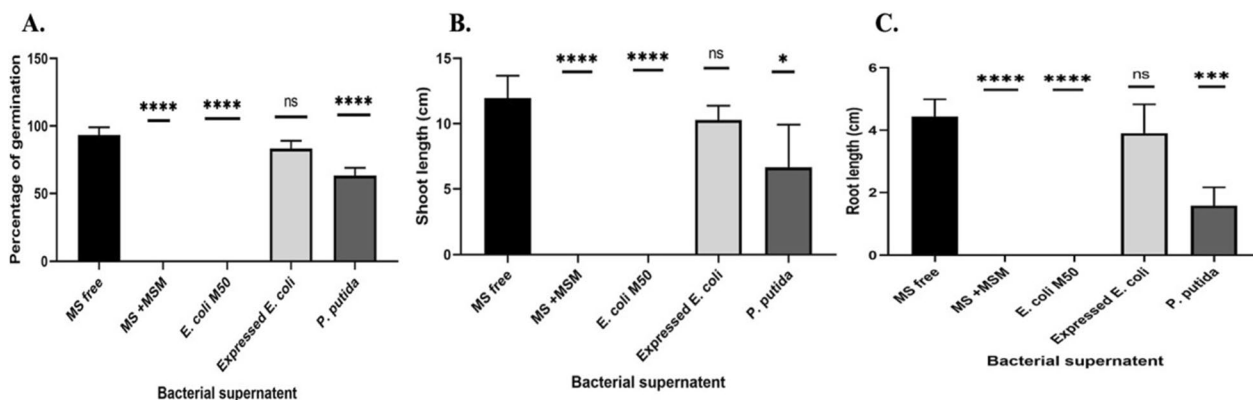 A.
Percentage of germination
150
100
50
0
****
****
ns
****
MS free
MS +MSM
E. coli M50
Expressed E. coli
P. putida
Bacterial supernatent
B.
Shoot length (cm)
15
10
5
0
****
****
ns
*
MS free
MS +MSM
E. coli M50
Expressed E. coli
P. putida
Bacterial supernatent
C.
Root length (cm)
6
4
2
0
****
****
ns
***
MS free
MS +MSM
E. coli M50
Expressed E. coli
P. putida
Bacterial supernatent